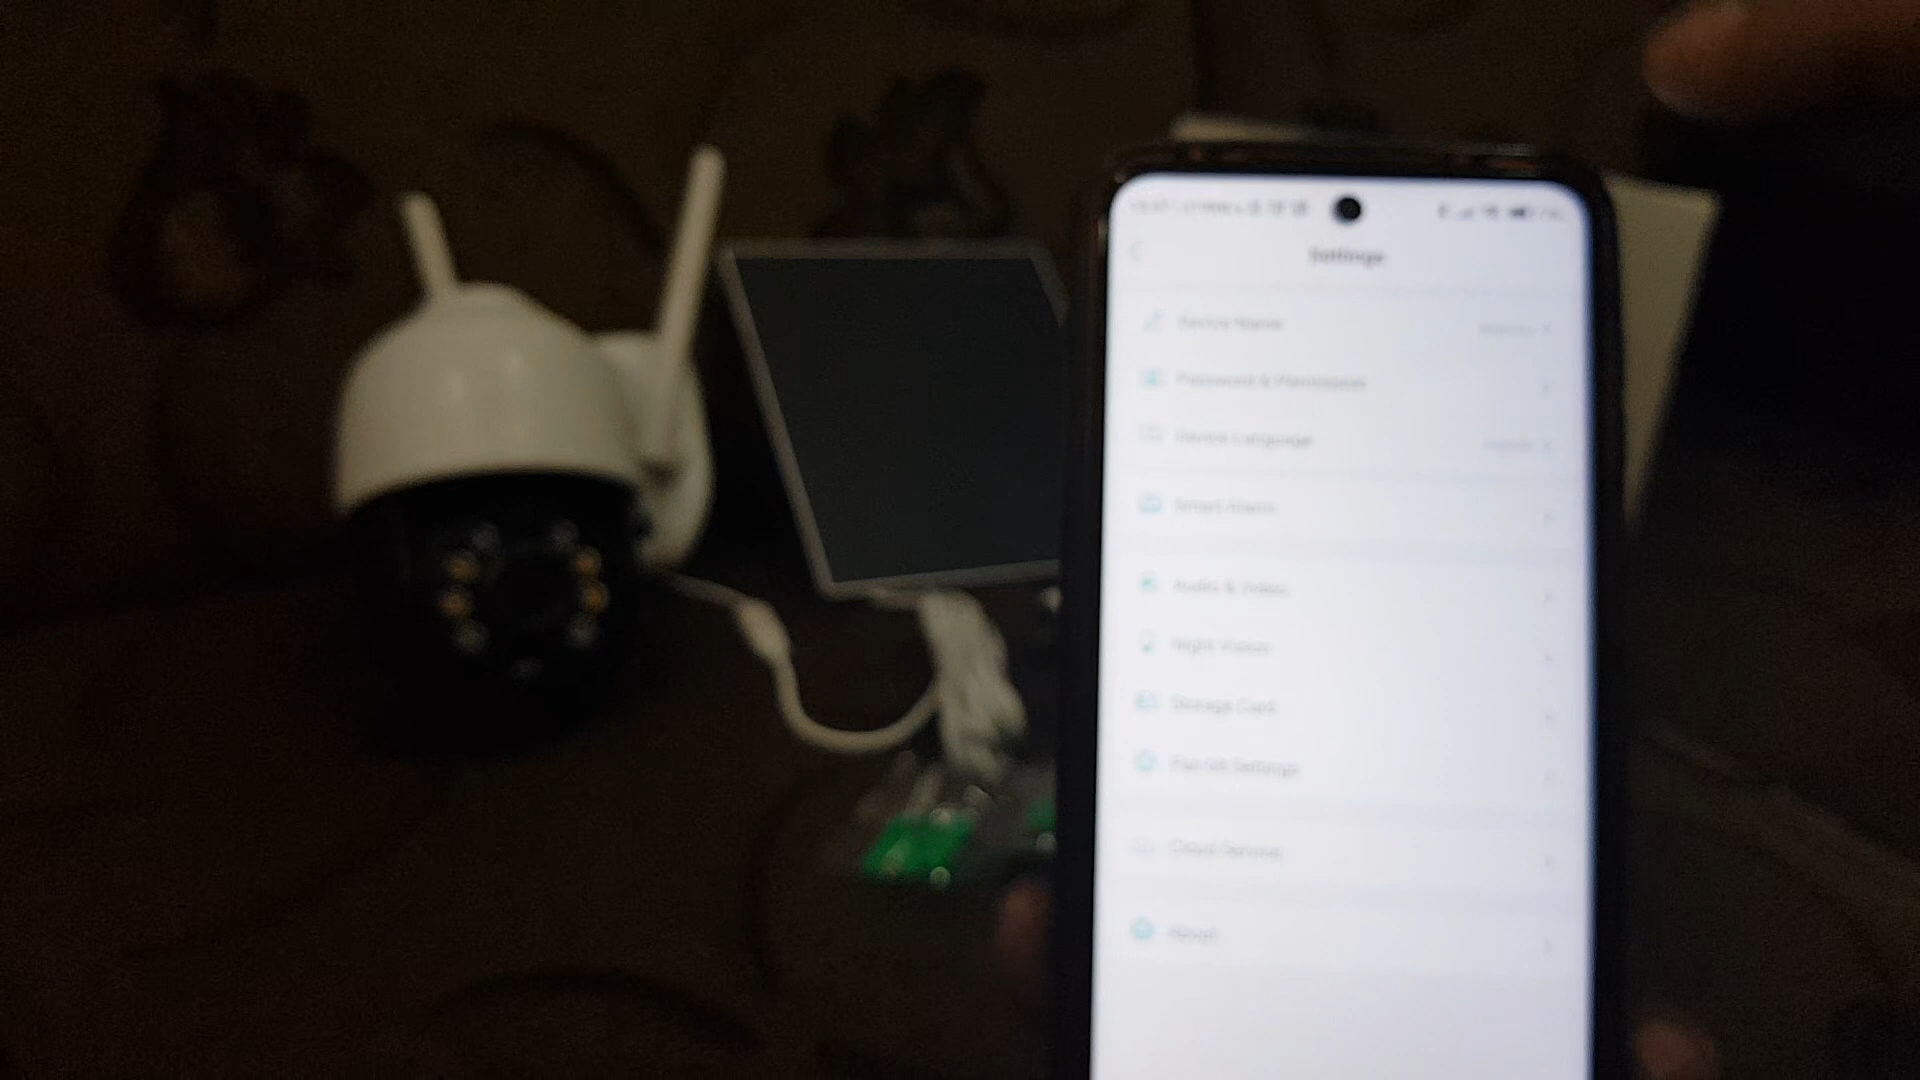 Settings
Device Name
Password & Permission
Device Language
Smart Alarm
Audio & Video
Night Vision
Storage Card
Pan tilt Settings
Cloud Service
About